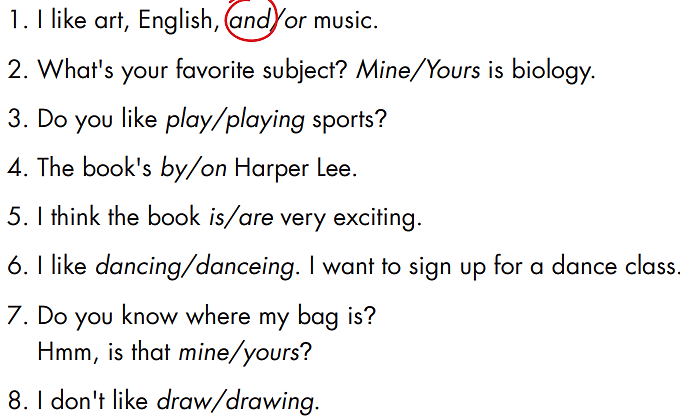 1. I like art, English, and/or music.
2. What's your favorite subject? Mine/Yours is biology.
3. Do you like play/playing sports?
4. The book's by/on Harper Lee.
5. I think the book is/are very exciting.
6. I like dancing/danceing. I want to sign up for a dance class.
7. Do you know where my bag is?
Hmm, is that mine/yours?
8. I don't like draw/drawing.